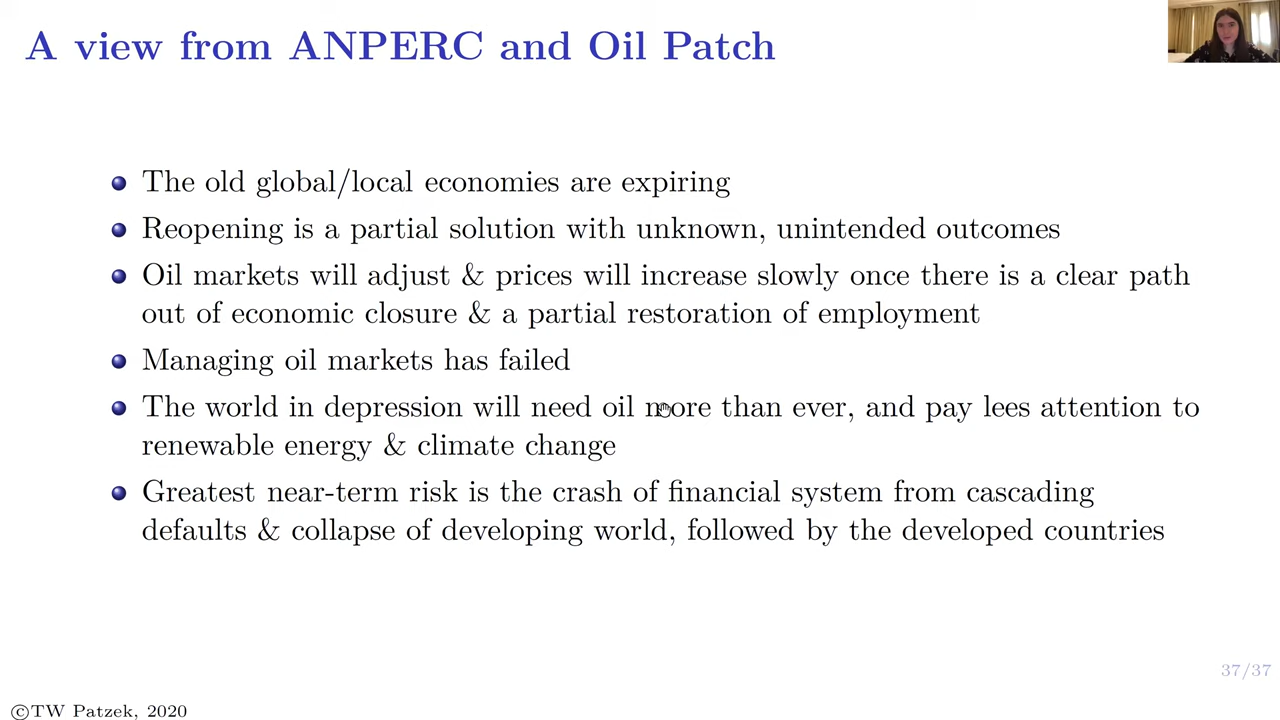 A view from ANPERC and Oil Patch
The old global/local economies are expiring
Reopening is a partial solution with unknown, unintended outcomes
Oil markets will adjust & prices will increase slowly once there is a clear path
out of economic closure & a partial restoration of employment
Managing oil markets has failed
The world in depression will need oil more than ever, and pay lees attention to
renewable energy & climate change
Greatest near-term risk is the crash of financial system from cascading
defaults & collapse of developing world, followed by the developed countries
37/37
©TW Patzek, 2020